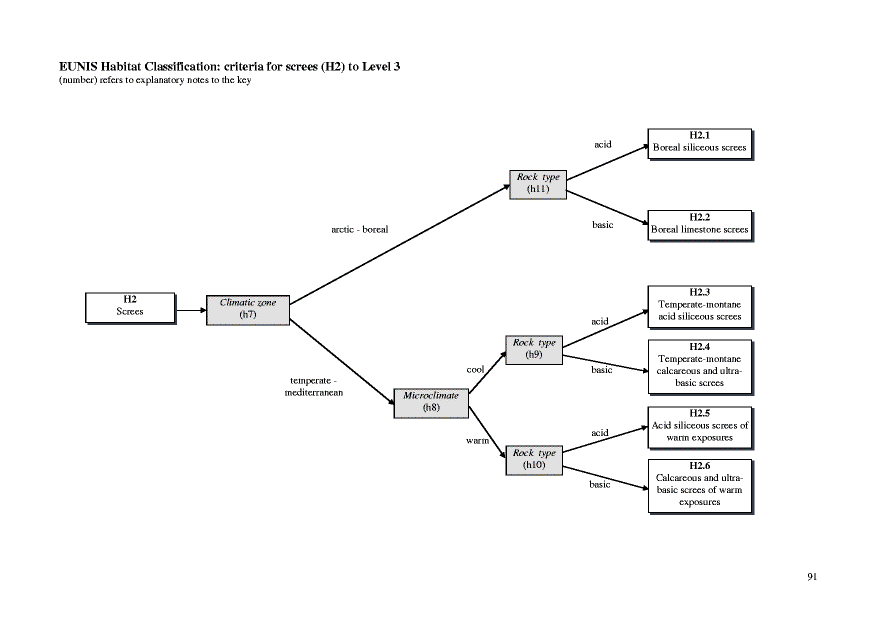 EUNIS Habitat Classification: criteria for screes (H2) to Level 3
(number) refers to explanatory notes to the key
H2.1
Boreal siliceous screes
acid
Rock type
(h11)
basic
H2.2
Boreal limestone screes
arctic - boreal
H2
Screes
Climatic zone
(h7)
H2.3
Temperate-montane
acid siliceous screes
acid
Rock type
(h9)
basic
H2.4
Temperate-montane
calcareous and ultra-
basic screes
cool
temperate -
mediterranean
Microclimate
(h8)
warm
H2.5
Acid siliceous screes of
warm exposures
acid
Rock type
(h10)
basic
H2.6
Calcareous and ultra-
basic screes of warm
exposures
91